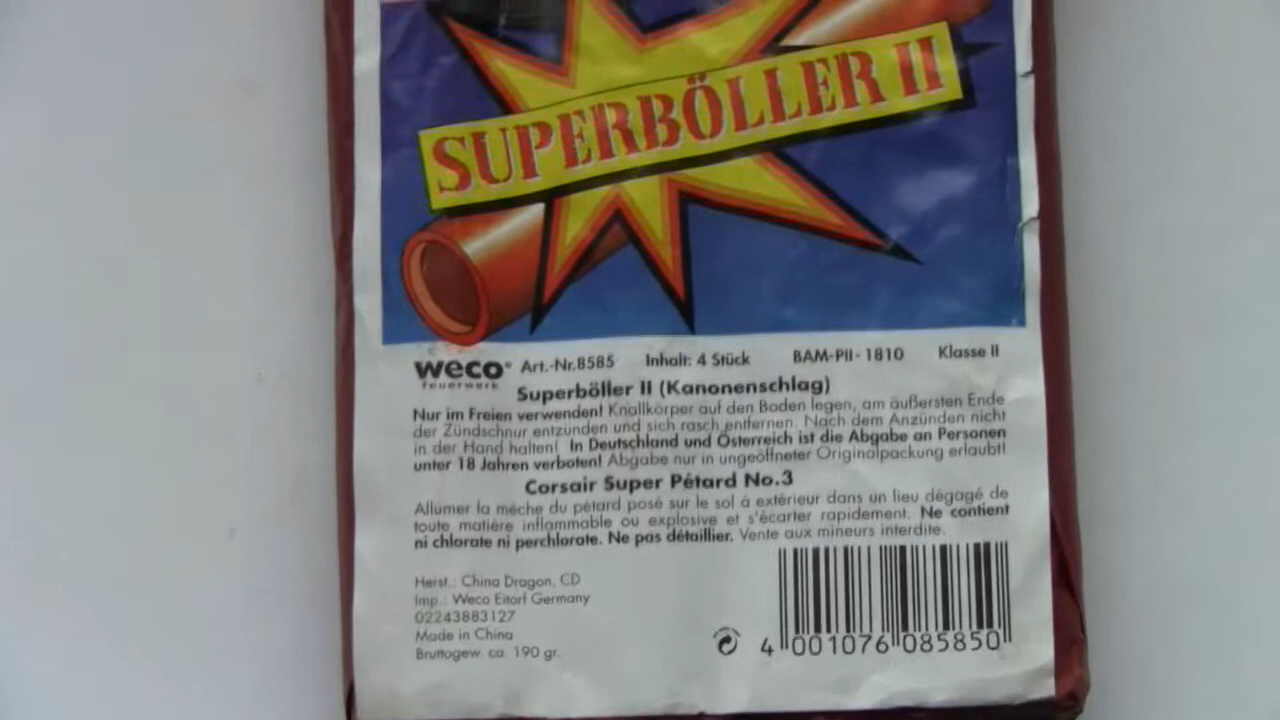 SUPERBÖLLER II
weco® Art.-Nr.8585 Inhalt: 4 Stück BAM-PII-1810 Klasse II
feuerwerk
Superböller II (Kanonenschlag)
Nur im Freien verwenden! Knallkörper auf den Boden legen, am äußersten Ende
der Zündschnur entzünden und sich rasch entfernen. Nach dem Anzünden nicht
in der Hand halten! In Deutschland und Österreich ist die Abgabe an Personen
unter 18 Jahren verboten! Abgabe nur in ungeöffneter Originalpackung erlaubt!
Corsair Super Pétard No.3
Allumer la mèche du pétard posé sur le sol à extérieur dans un lieu dégagé de
toute matière inflammable ou explosive et s'écarter rapidement. Ne contient
ni chlorate ni perchlorate. Ne pas détailler. Vente aux mineurs interdite.
Herst.: China Dragon, CD
Imp.: Weco Eitorf Germany
02243883127
Made in China
Bruttogew. ca. 190 gr.
4 001076 085850